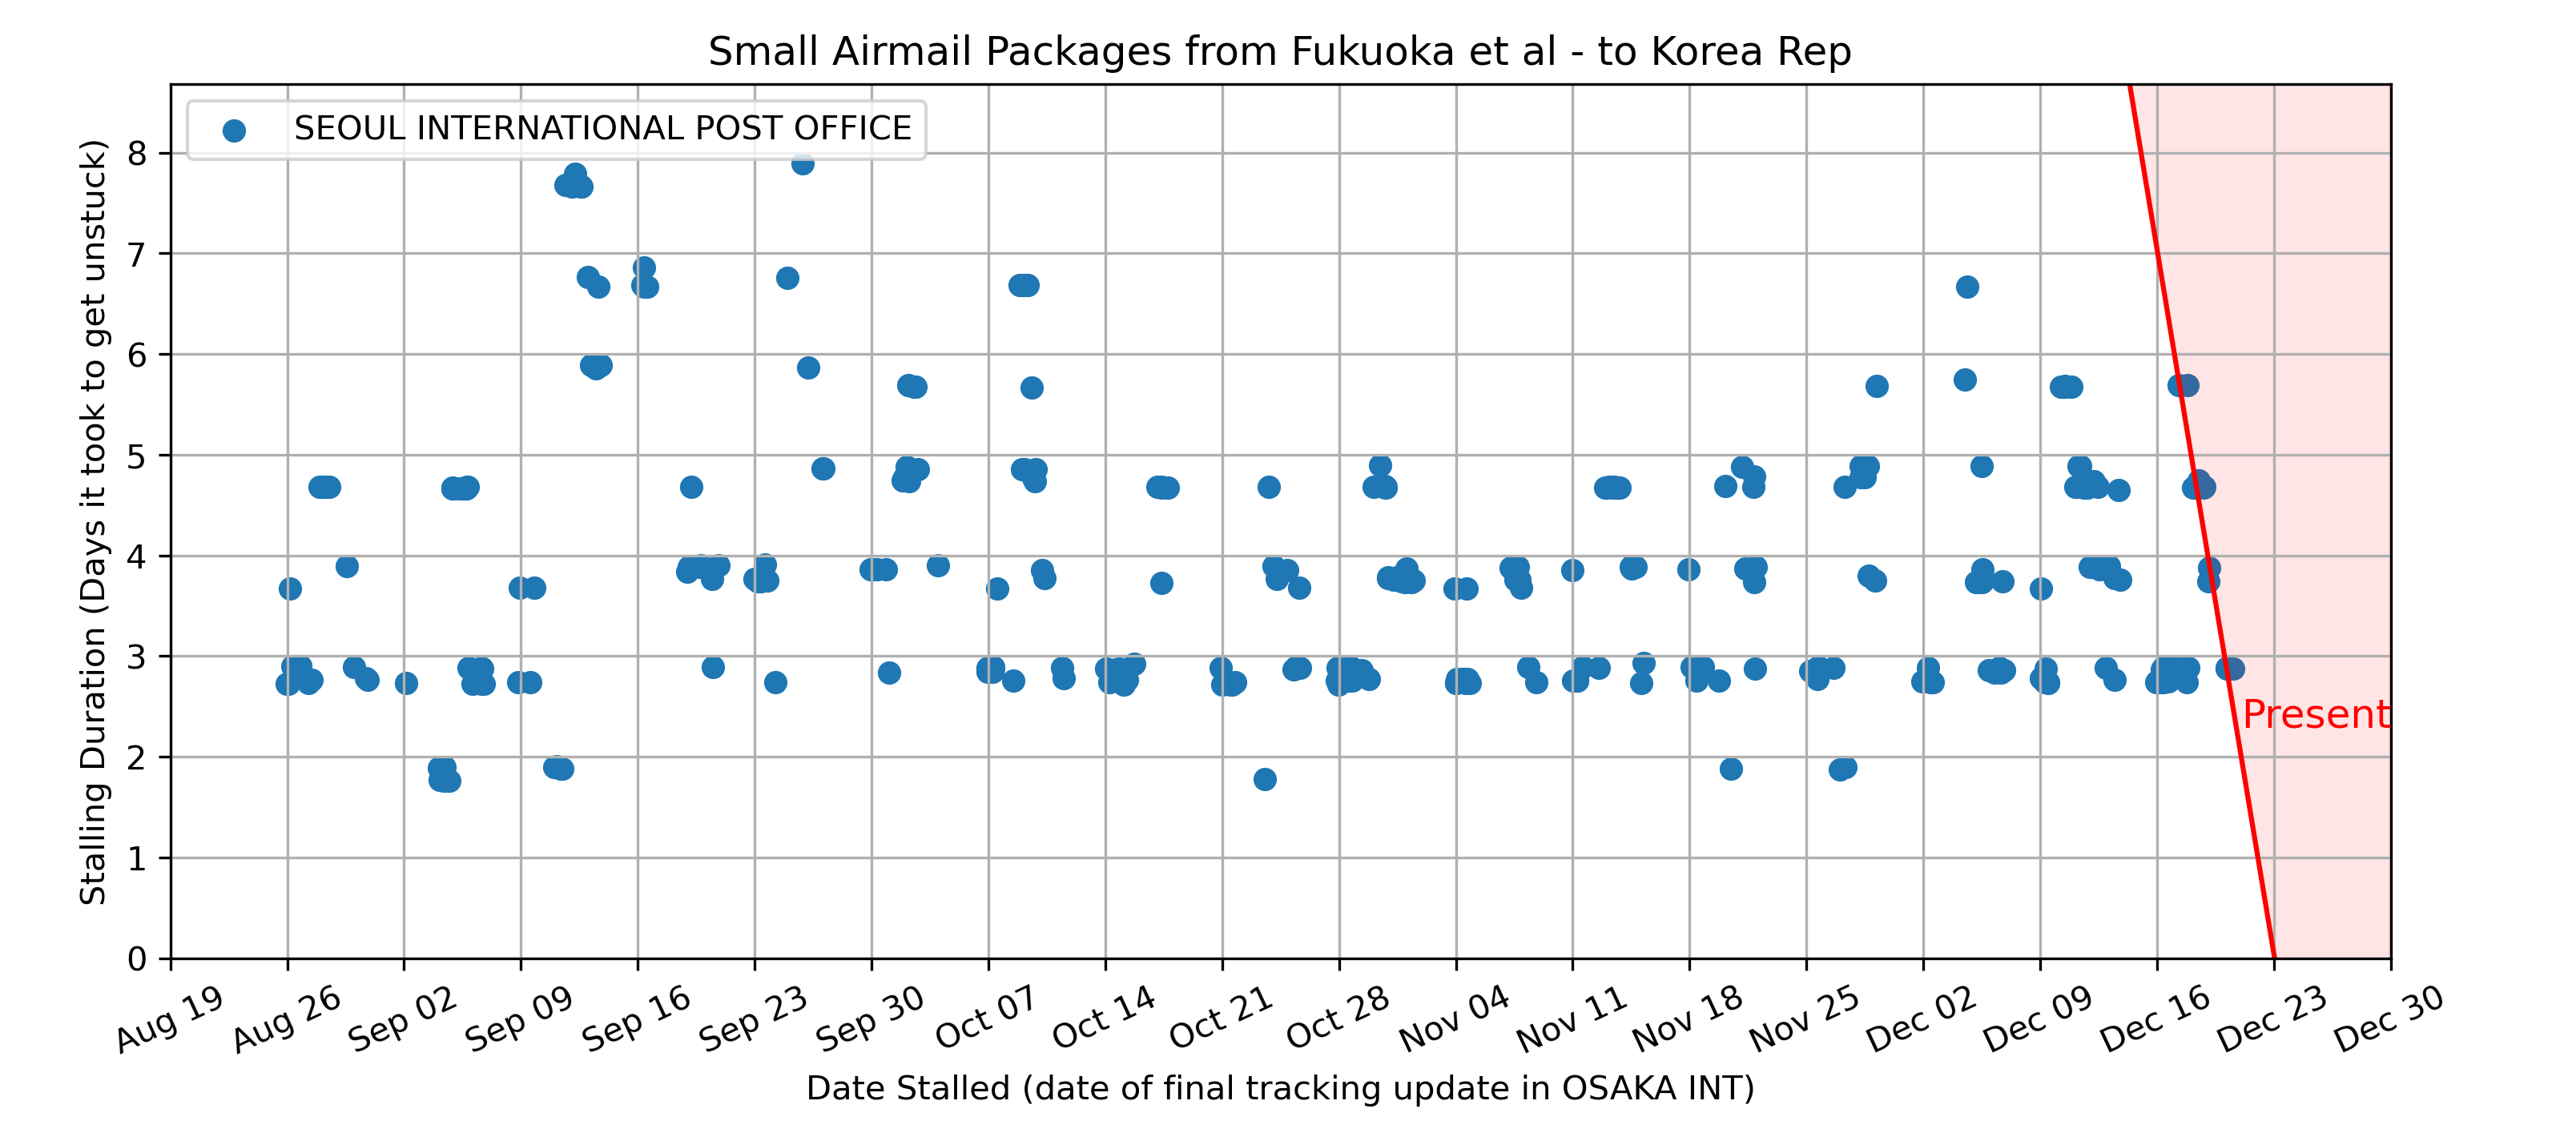 Small Airmail Packages from Fukuoka et al - to Korea Rep
SEOUL INTERNATIONAL POST OFFICE
Stalling Duration (Days it took to get unstuck)
8
7
6
5
4
3
2
1
0
Present
Aug 19
Aug 26
Sep 02
Sep 09
Sep 16
Sep 23
Sep 30
Oct 07
Oct 14
Oct 21
Oct 28
Nov 04
Nov 11
Nov 18
Nov 25
Dec 02
Dec 09
Dec 16
Dec 23
Dec 30
Date Stalled (date of final tracking update in OSAKA INT)